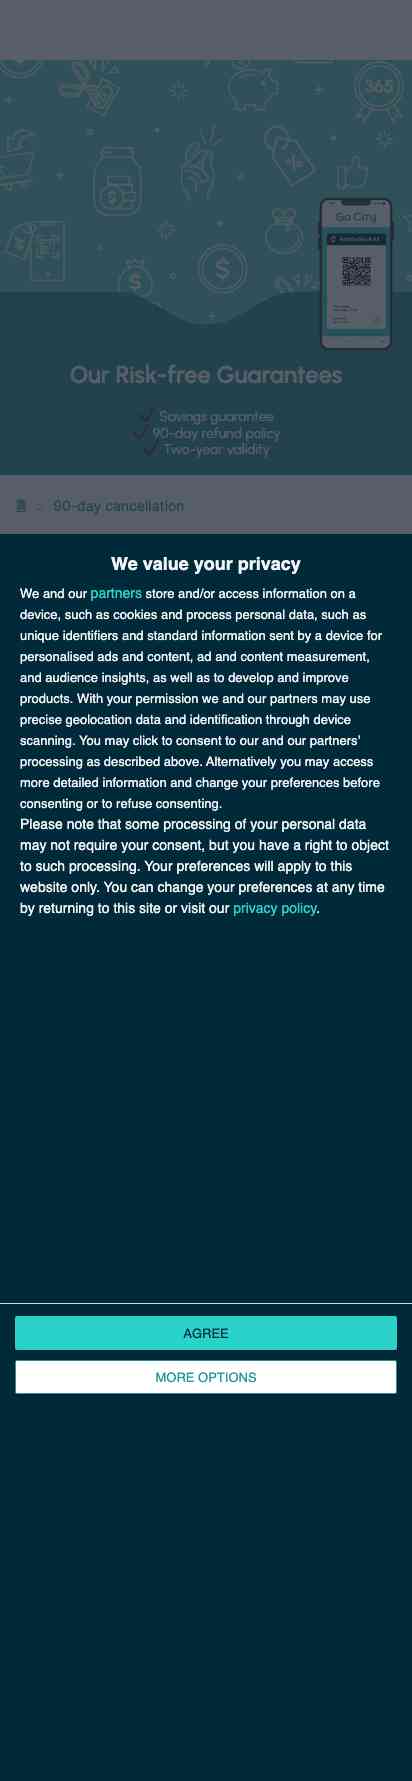 365
Go City
Our Risk-free Guarantees
Savings guarantee
90-day refund policy
Two-year validity
90-day cancellation
We value your privacy
We and our partners store and/or access information on a
device, such as cookies and process personal data, such as
unique identifiers and standard information sent by a device for
personalised ads and content, ad and content measurement,
and audience insights, as well as to develop and improve
products. With your permission we and our partners may use
precise geolocation data and identification through device
scanning. You may click to consent to our and our partners'
processing as described above. Alternatively you may access
more detailed information and change your preferences before
consenting or to refuse consenting.
Please note that some processing of your personal data
may not require your consent, but you have a right to object
to such processing. Your preferences will apply to this
website only. You can change your preferences at any time
by returning to this site or visit our privacy policy.
AGREE
MORE OPTIONS